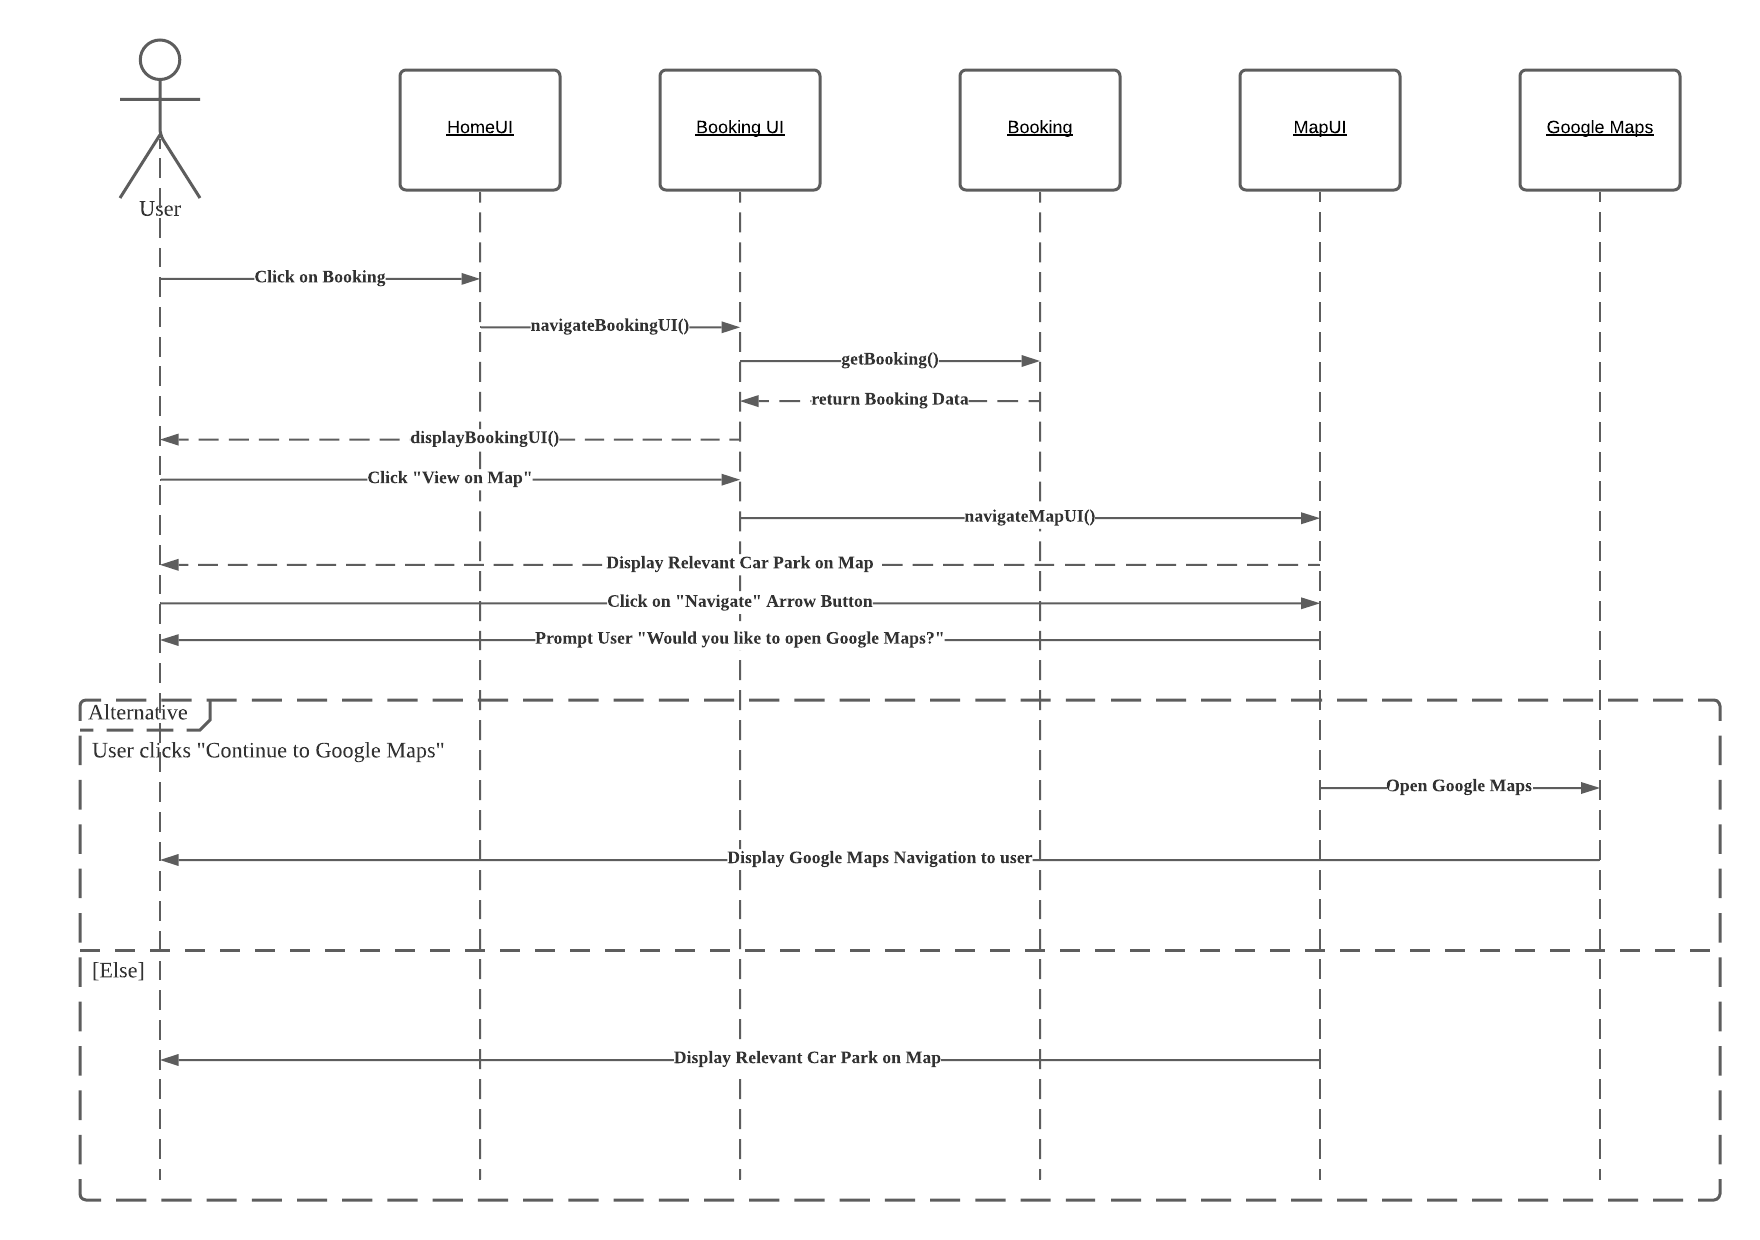 User
HomeUI
Booking UI
Booking
MapUI
Google Maps
Click on Booking
navigateBookingUI()
getBooking()
return Booking Data
displayBookingUI()
Click "View on Map"
navigateMapUI()
Display Relevant Car Park on Map
Click on "Navigate" Arrow Button
Prompt User "Would you like to open Google Maps?"
Alternative
User clicks "Continue to Google Maps"
Open Google Maps
Display Google Maps Navigation to user
[Else]
Display Relevant Car Park on Map